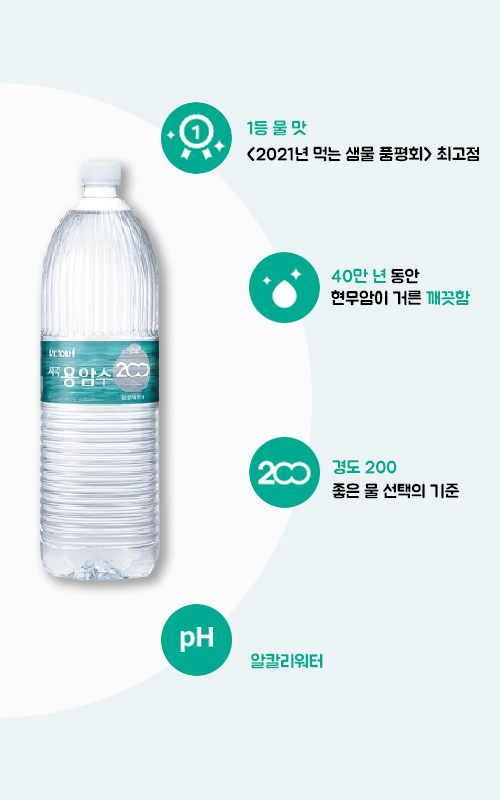 1
1등 물 맛
<2021년 먹는 샘물 품평회> 최고점
40만 년 동안
현무암이 거른 깨끗함
제주 용암수 200
200
경도 200
좋은 물 선택의 기준
pH
알칼리워터